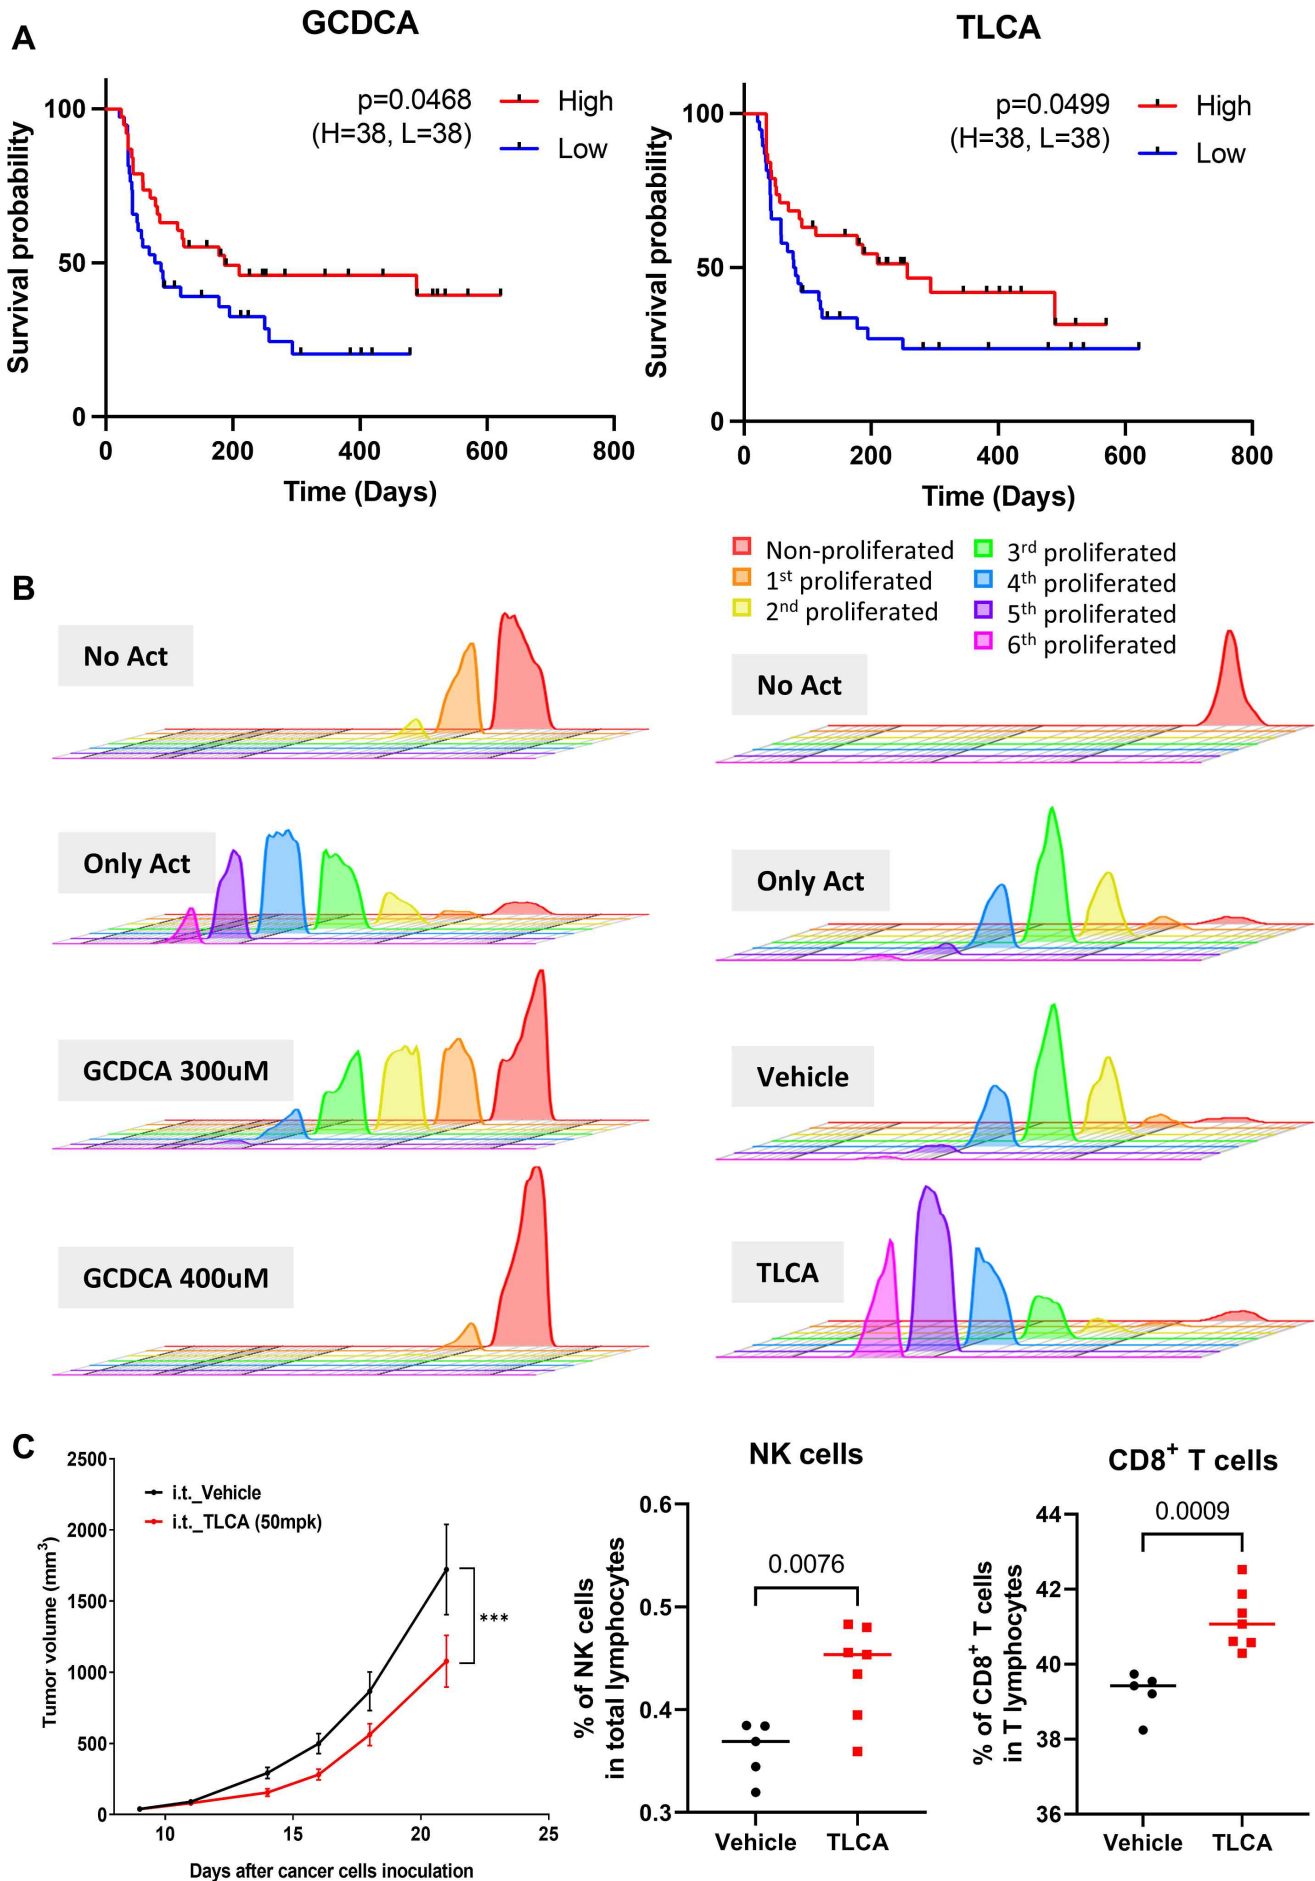 A
GCDCA
p=0.0468
(H=38, L=38)
High
Low
Survival probability
100
50
0
0 200 400 600 800
Time (Days)
TLCA
p=0.0499
(H=38, L=38)
High
Low
Survival probability
100
50
0
0 200 400 600 800
Time (Days)
B
Non-proliferated
1st proliferated
2nd proliferated
3rd proliferated
4th proliferated
5th proliferated
6th proliferated
No Act
Only Act
GCDCA 300uM
GCDCA 400uM
No Act
Only Act
Vehicle
TLCA
C
2500
2000
1500
1000
500
0
Tumor volume (mm3)
i.t._Vehicle
i.t._TLCA (50mpk)
***
10 15 20 25
Days after cancer cells inoculation
NK cells
0.0076
% of NK cells
in total lymphocytes
0.6
0.5
0.4
0.3
Vehicle TLCA
CD8+ T cells
0.0009
% of CD8+ T cells
in T lymphocytes
44
42
40
38
36
Vehicle TLCA